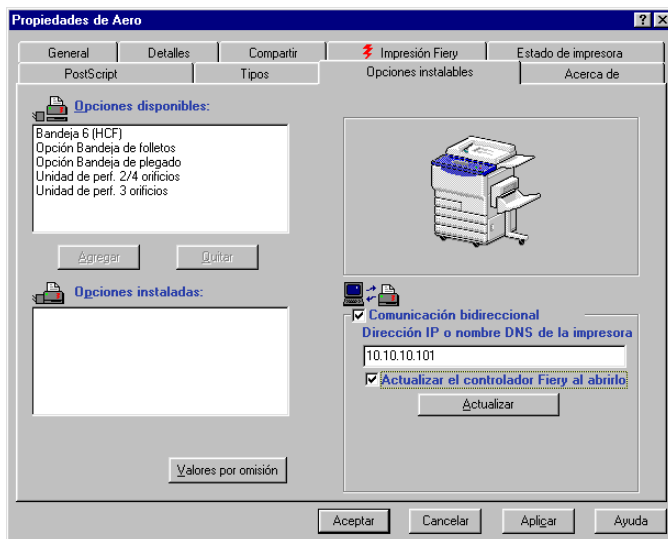 Propiedades de Aero
General Detalles Compartir Impresión Fiery Estado de impresora
PostScript Tipos Opciones instalables Acerca de
Opciones disponibles:
Bandeja 6 (HCF)
Opción Bandeja de folletos
Opción Bandeja de plegado
Unidad de perf. 2/4 orificios
Unidad de perf. 3 orificios
Agregar Quitar
Opciones instaladas:
Comunicación bidireccional
Dirección IP o nombre DNS de la impresora
10.10.10.101
Actualizar el controlador Fiery al abrirlo
Actualizar
Valores por omisión
Aceptar Cancelar Aplicar Ayuda